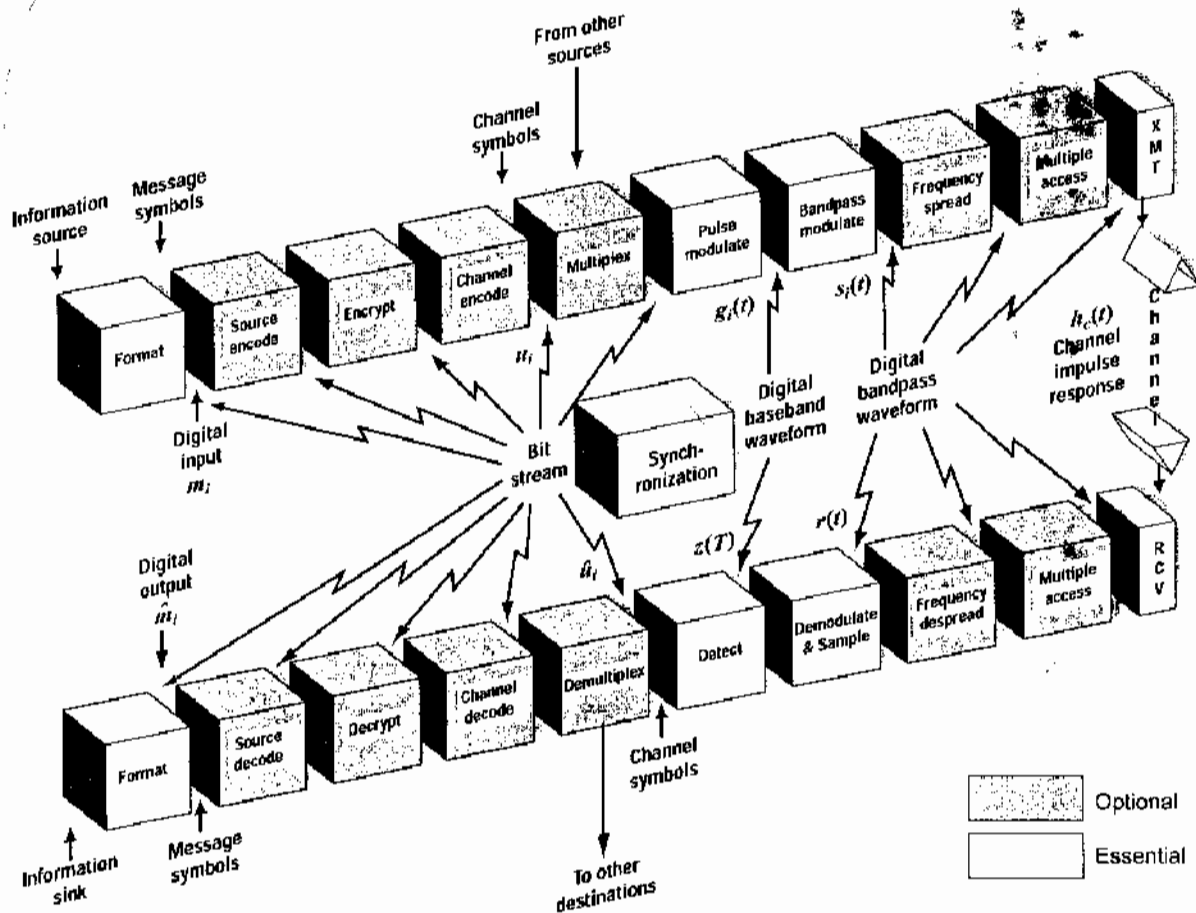 From other
sources
Channel
symbols
Message
symbols
Information
source
Format
Source
encode
Encrypt
Channel
encode
Multiplex
Pulse
modulate
Bandpass
modulate
Frequency
spread
Multiple
access
XMT
Digital
input
m_i
Bit
stream
u_i
Synch-
ronization
g_i(t)
Digital
baseband
waveform
s_i(t)
Digital
bandpass
waveform
h_c(t)
Channel
impulse
response
Channel
Digital
output
m̂_i
û_i
z(T)
r(t)
Format
Source
decode
Decrypt
Channel
decode
Demultiplex
Detect
Demodulate
& Sample
Frequency
despread
Multiple
access
RCV
Information
sink
Message
symbols
To other
destinations
Channel
symbols
Optional
Essential